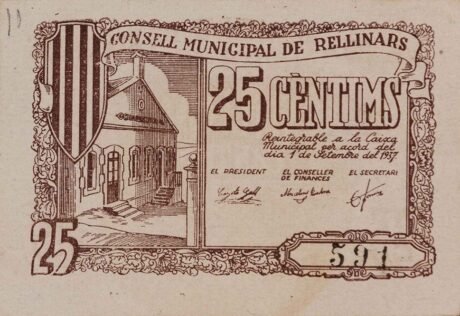 CONSELL MUNICIPAL DE RELLINARS
25 CÈNTIMS
Reintegrable a la Caixa
Municipal per acord del
dia 1 de Setembre del 1937
EL PRESIDENT EL CONSELLER DE FINANCES EL SECRETARI
25
591